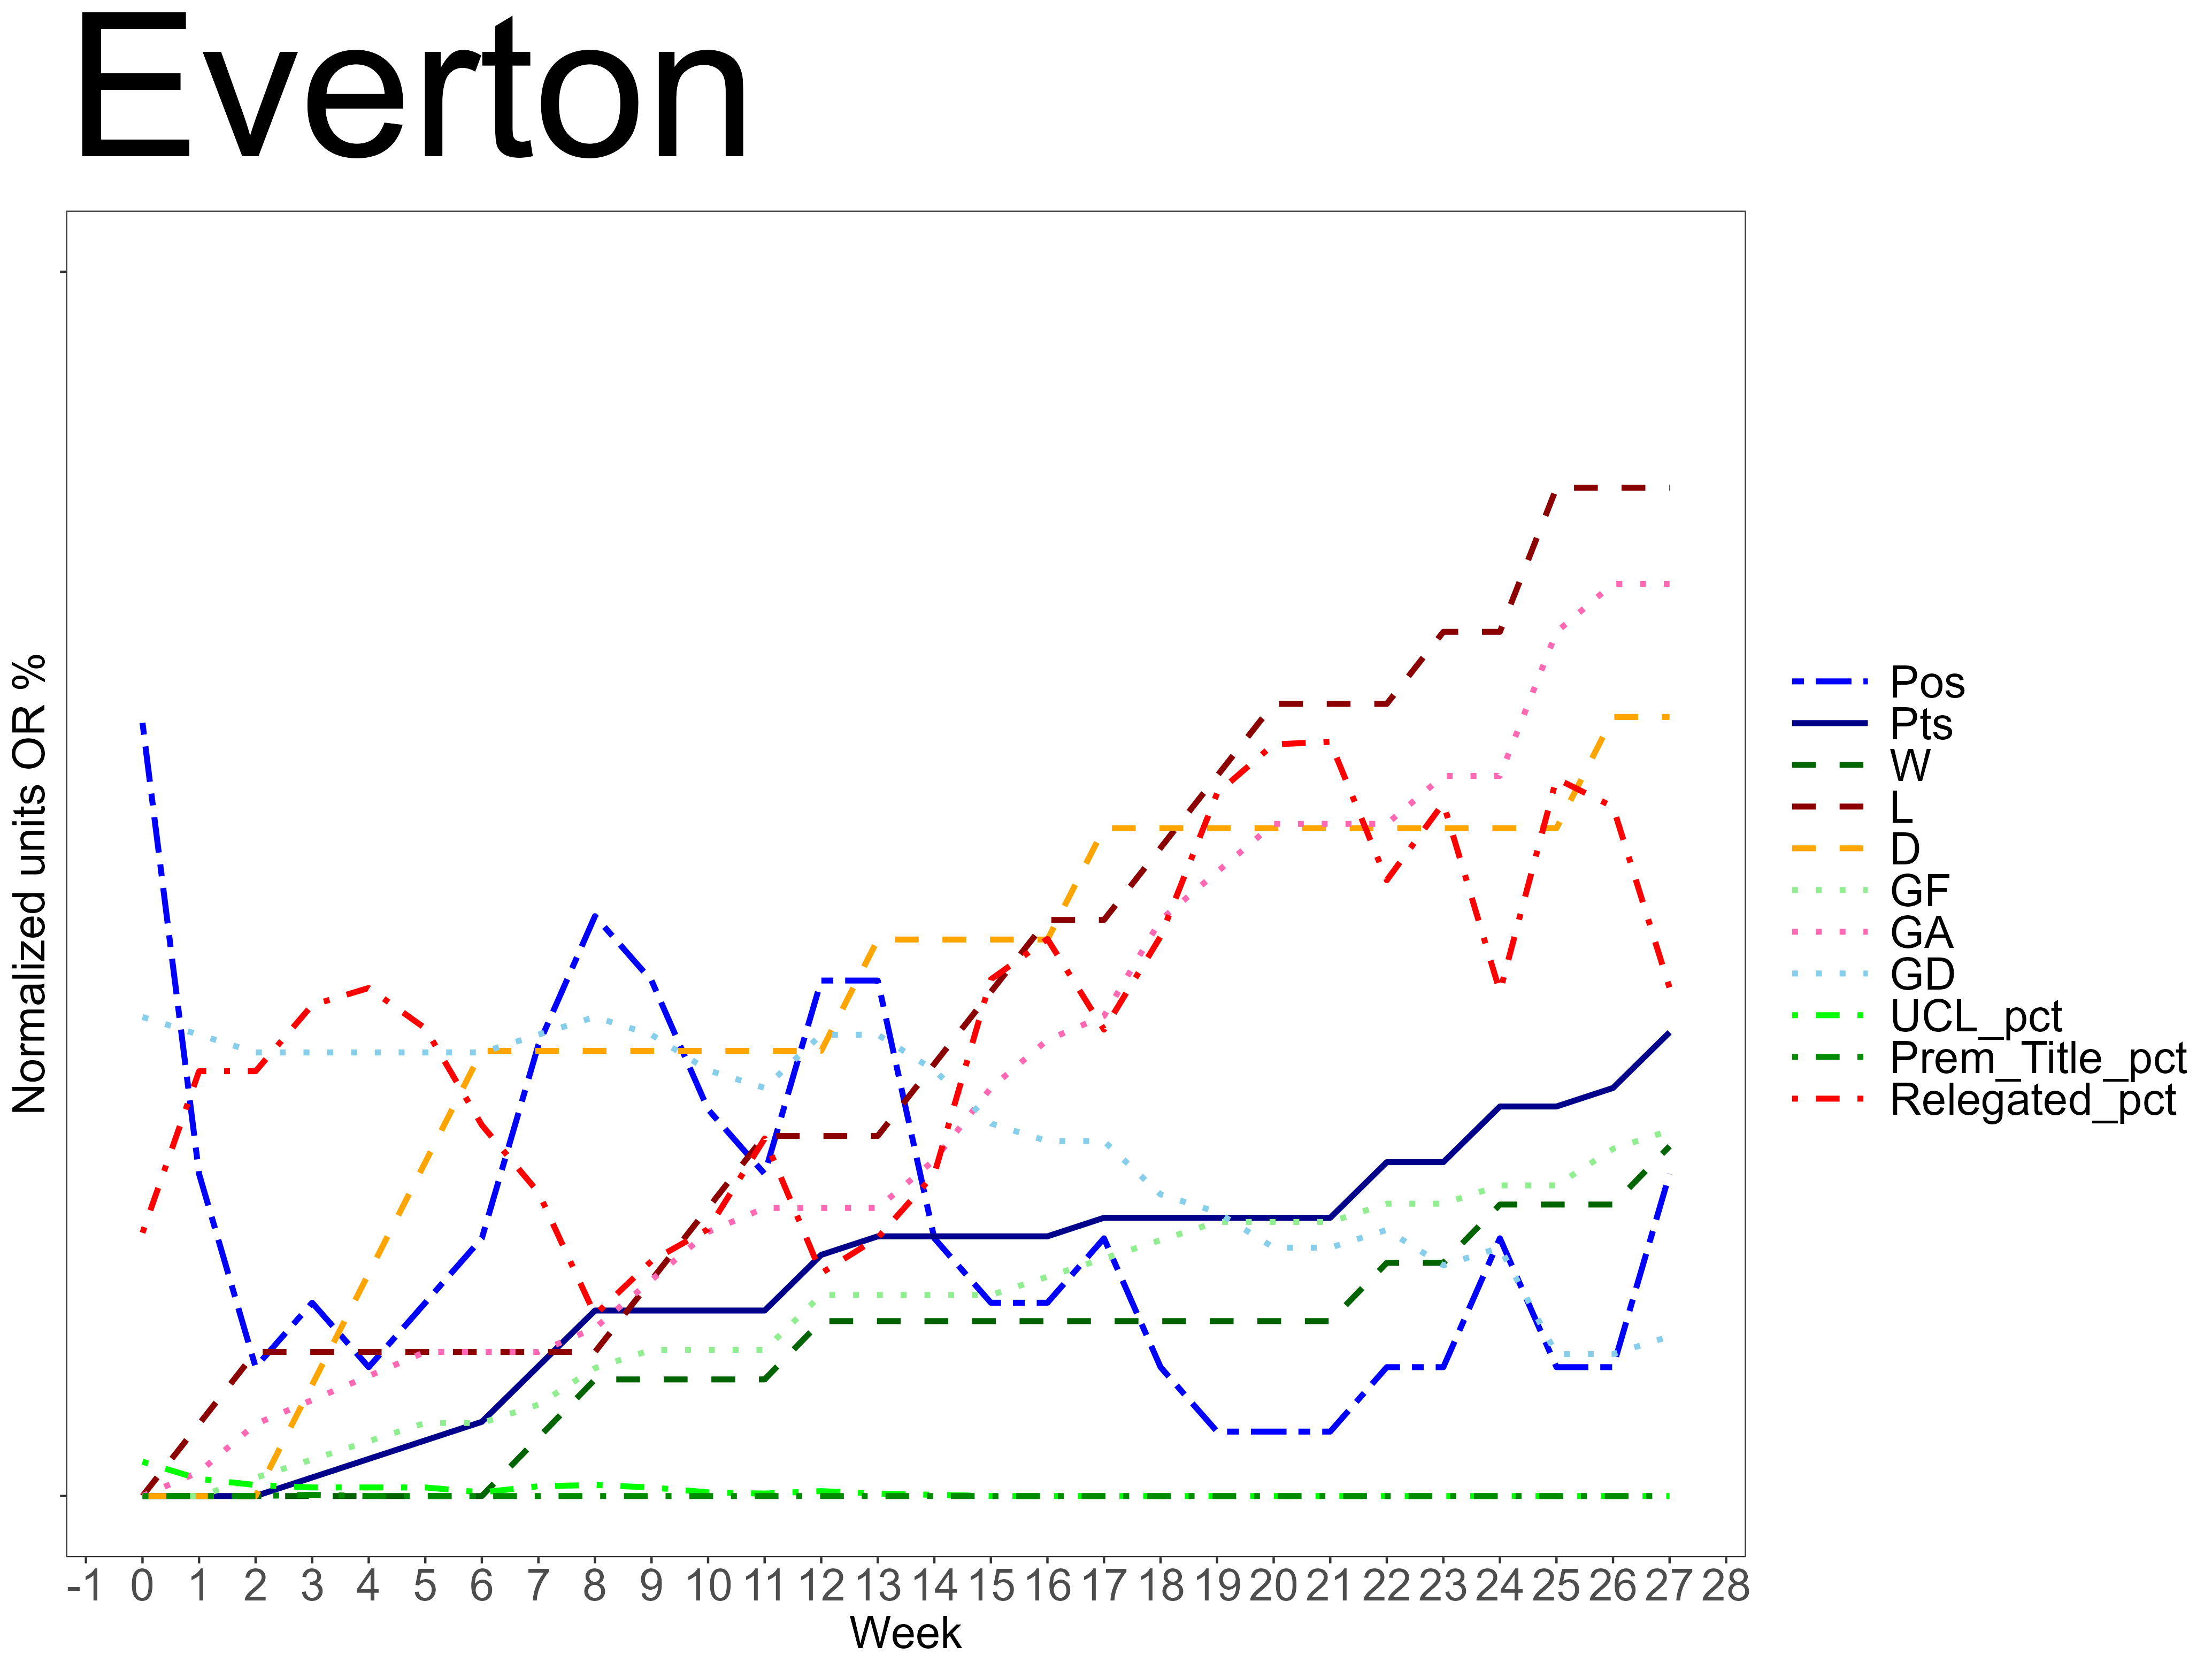 Everton
Normalized units OR %
Pos
Pts
W
L
D
GF
GA
GD
UCL_pct
Prem_Title_pct
Relegated_pct
-1 0 1 2 3 4 5 6 7 8 9 10 11 12 13 14 15 16 17 18 19 20 21 22 23 24 25 26 27 28
Week